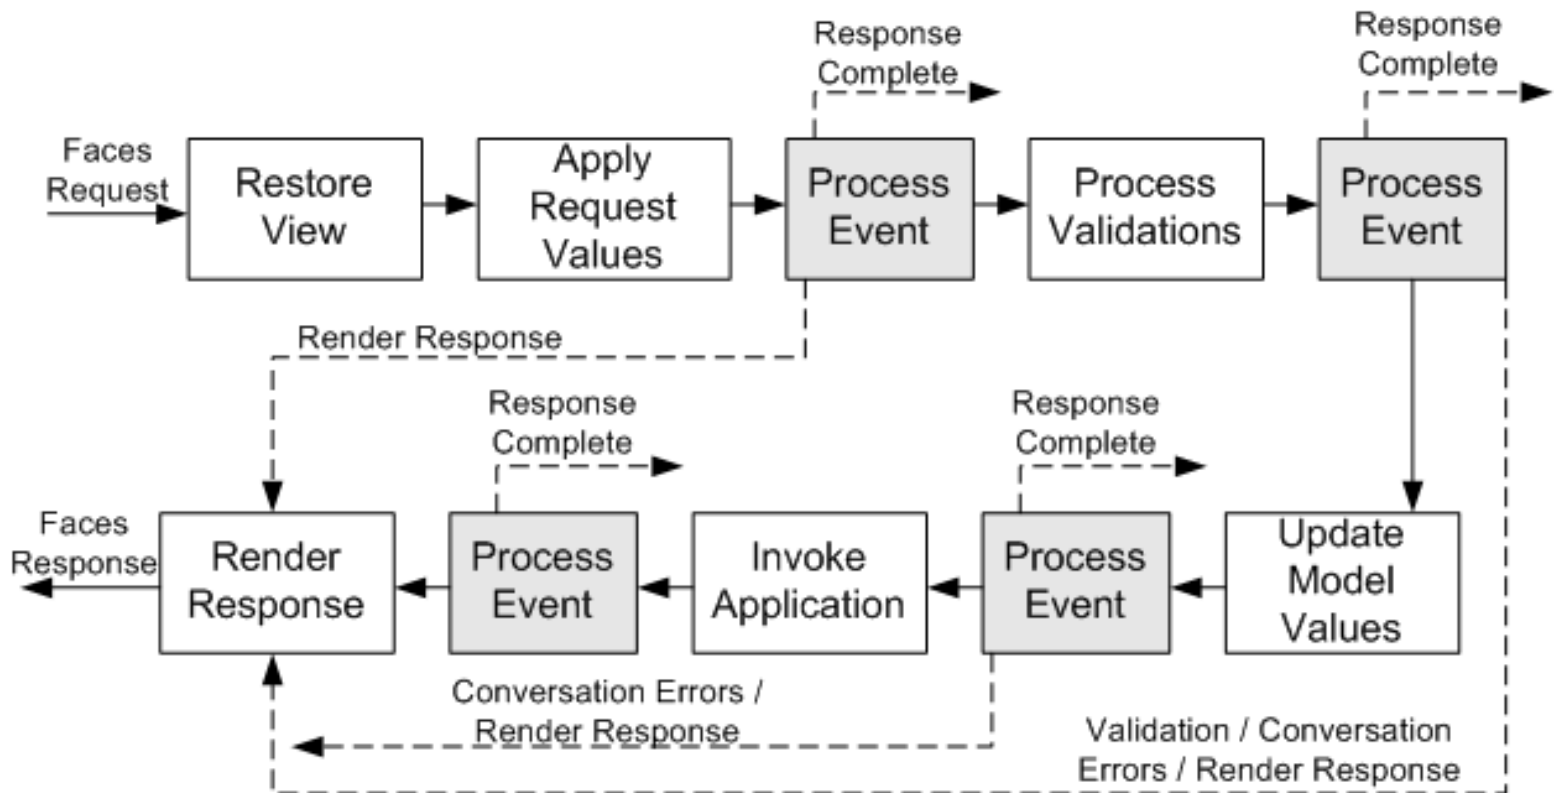 Response
Complete
Response
Complete
Faces
Request
Restore
View
Apply
Request
Values
Process
Event
Process
Validations
Process
Event
Render Response
Response
Complete
Response
Complete
Faces
Response
Render
Response
Process
Event
Invoke
Application
Process
Event
Update
Model
Values
Conversation Errors /
Render Response
Validation / Conversation
Errors / Render Response